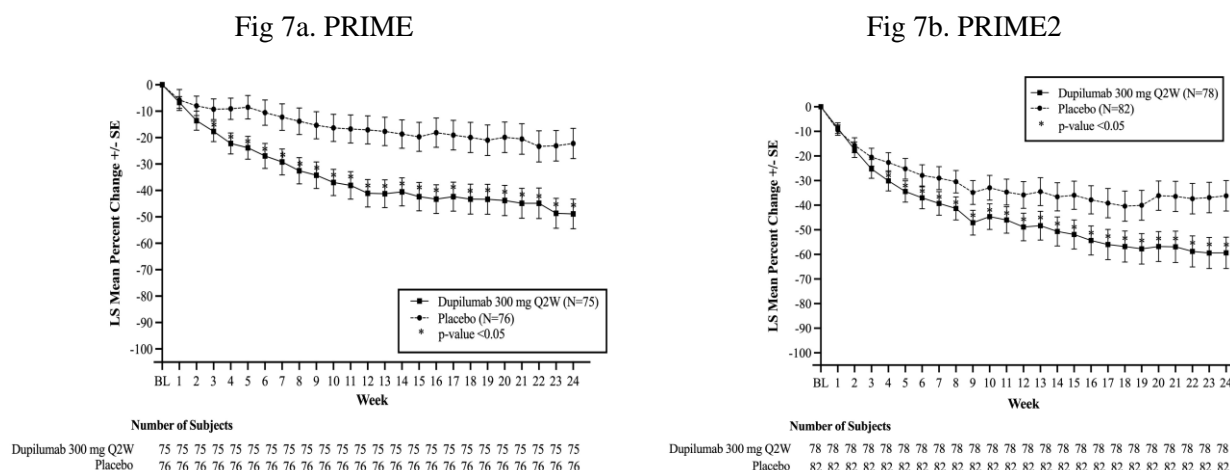 Fig 7a. PRIME
0
-10
-20
-30
-40
-50
-60
-70
-80
-90
-100
LS Mean Percent Change +/- SE
* * * * * * * * * * * * * * * * * * * * * * *
Dupilumab 300 mg Q2W (N=75)
Placebo (N=76)
* p-value <0.05
BL 1 2 3 4 5 6 7 8 9 10 11 12 13 14 15 16 17 18 19 20 21 22 23 24
Week
Number of Subjects
Dupilumab 300 mg Q2W 75 75 75 75 75 75 75 75 75 75 75 75 75 75 75 75 75 75 75 75 75 75 75 75 75
Placebo 76 76 76 76 76 76 76 76 76 76 76 76 76 76 76 76 76 76 76 76 76 76 76 76 76
Fig 7b. PRIME2
Dupilumab 300 mg Q2W (N=78)
Placebo (N=82)
* p-value <0.05
0
-10
-20
-30
-40
-50
-60
-70
-80
-90
-100
LS Mean Percent Change +/- SE
* * * * * * * * * * * * * * * * * * * * *
BL 1 2 3 4 5 6 7 8 9 10 11 12 13 14 15 16 17 18 19 20 21 22 23 24
Week
Number of Subjects
Dupilumab 300 mg Q2W 78 78 78 78 78 78 78 78 78 78 78 78 78 78 78 78 78 78 78 78 78 78 78 78 78
Placebo 82 82 82 82 82 82 82 82 82 82 82 82 82 82 82 82 82 82 82 82 82 82 82 82 82